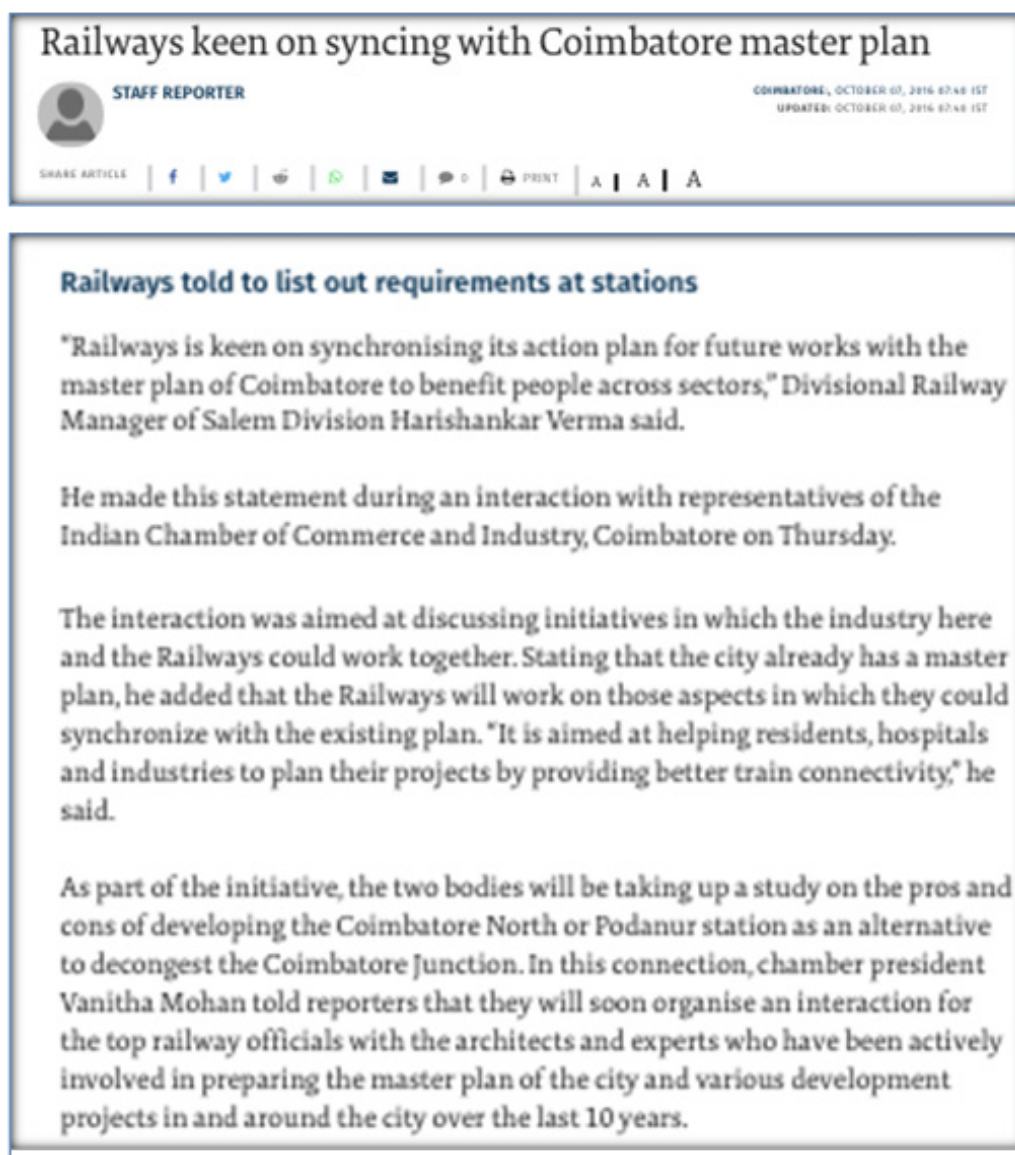 Railways keen on syncing with Coimbatore master plan
STAFF REPORTER
COIMBATORE:, OCTOBER 07, 2016 07:40 IST
UPDATED: OCTOBER 07, 2016 07:40 IST
SHARE ARTICLE 0 PRINT A A A
Railways told to list out requirements at stations
"Railways is keen on synchronising its action plan for future works with the
master plan of Coimbatore to benefit people across sectors," Divisional Railway
Manager of Salem Division Harishankar Verma said.
He made this statement during an interaction with representatives of the
Indian Chamber of Commerce and Industry, Coimbatore on Thursday.
The interaction was aimed at discussing initiatives in which the industry here
and the Railways could work together. Stating that the city already has a master
plan, he added that the Railways will work on those aspects in which they could
synchronize with the existing plan. "It is aimed at helping residents, hospitals
and industries to plan their projects by providing better train connectivity," he
said.
As part of the initiative, the two bodies will be taking up a study on the pros and
cons of developing the Coimbatore North or Podanur station as an alternative
to decongest the Coimbatore Junction. In this connection, chamber president
Vanitha Mohan told reporters that they will soon organise an interaction for
the top railway officials with the architects and experts who have been actively
involved in preparing the master plan of the city and various development
projects in and around the city over the last 10 years.